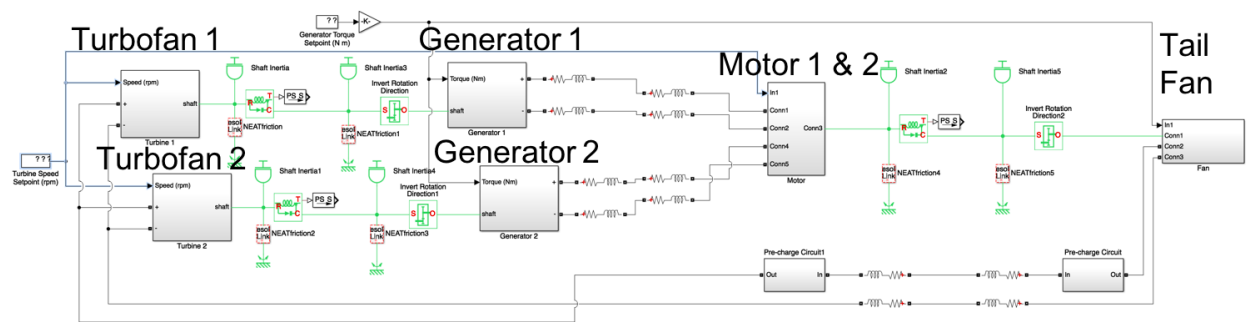 ? ?
-K-
Generator Torque
Setpoint (N m)
Turbofan 1
Generator 1
Motor 1 & 2
Tail
Fan
Speed (rpm)
+
-
shaft
Turbine 1
Shaft Inertia
R
T
C
PS S
NEATfriction
Shaft Inertia3
NEATfriction1
Invert Rotation
Direction
S
O
Torque (Nm)
shaft
+
-
Generator 1
In1
Conn1
Conn2
Conn4
Conn5
Conn3
Motor
Shaft Inertia2
R
T
C
PS S
NEATfriction4
Shaft Inertia5
NEATfriction5
Invert Rotation
Direction2
S
O
In1
Conn1
Conn2
Conn3
Fan
? ? ?
Turbine Speed
Setpoint (rpm)
Turbofan 2
Generator 2
Speed (rpm)
+
-
shaft
Turbine 2
Shaft Inertia1
R
T
C
PS S
NEATfriction2
Shaft Inertia4
NEATfriction3
Invert Rotation
Direction1
S
O
Torque (Nm)
shaft
+
-
Generator 2
Pre-charge Circuit1
Out
In
Pre-charge Circuit
In
Out